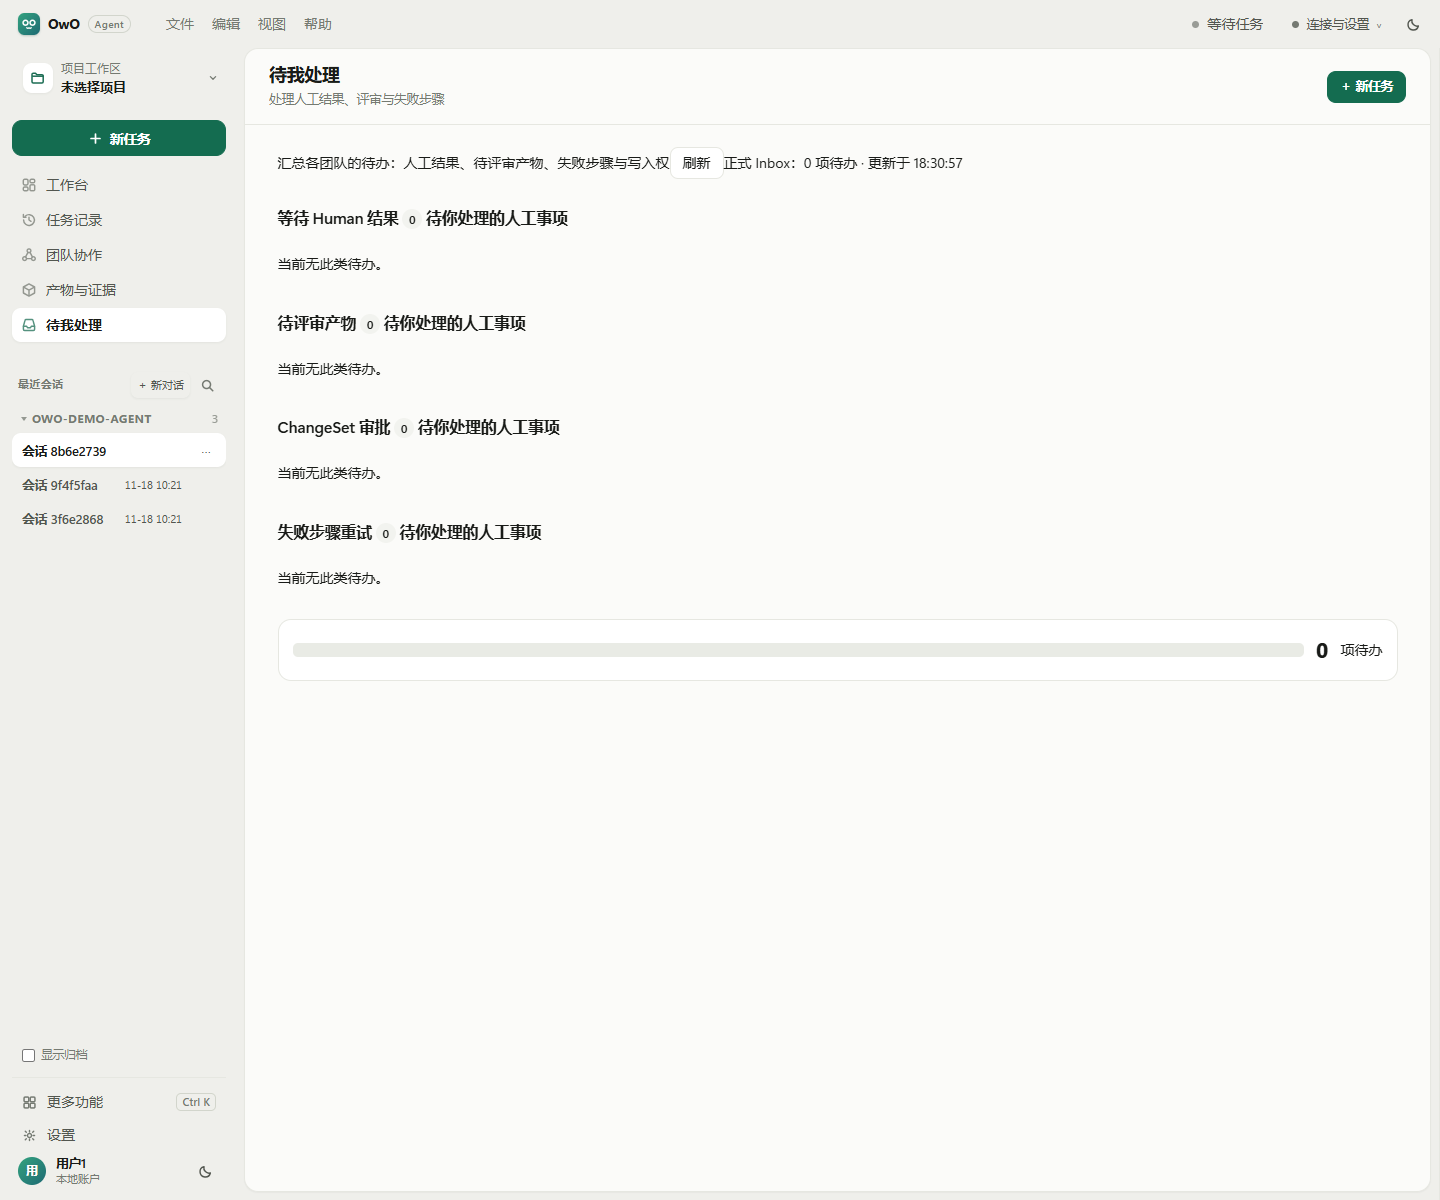 OwO Agent 文件 编辑 视图 帮助 等待任务 连接与设置
项目工作区
未选择项目
+ 新任务
工作台
任务记录
团队协作
产物与证据
待我处理
最近会话 + 新对话
OWO-DEMO-AGENT 3
会话 8b6e2739 ...
会话 9f4f5faa 11-18 10:21
会话 3f6e2868 11-18 10:21
显示归档
更多功能 Ctrl K
设置
用 用户1
本地账户
待我处理
处理人工结果、评审与失败步骤
+ 新任务
汇总各团队的待办：人工结果、待评审产物、失败步骤与写入权 刷新 正式 Inbox：0 项待办 · 更新于 18:30:57
等待 Human 结果 0 待你处理的人工事项
当前无此类待办。
待评审产物 0 待你处理的人工事项
当前无此类待办。
ChangeSet 审批 0 待你处理的人工事项
当前无此类待办。
失败步骤重试 0 待你处理的人工事项
当前无此类待办。
0 项待办